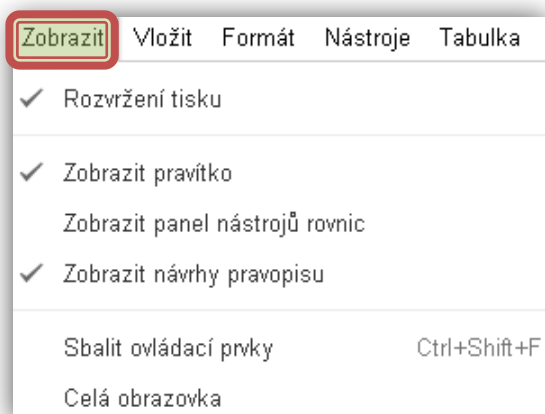 Zobrazit Vložit Formát Nástroje Tabulka
Rozvržení tisku
Zobrazit pravítko
Zobrazit panel nástrojů rovnic
Zobrazit návrhy pravopisu
Sbalit ovládací prvky Ctrl+Shift+F
Celá obrazovka